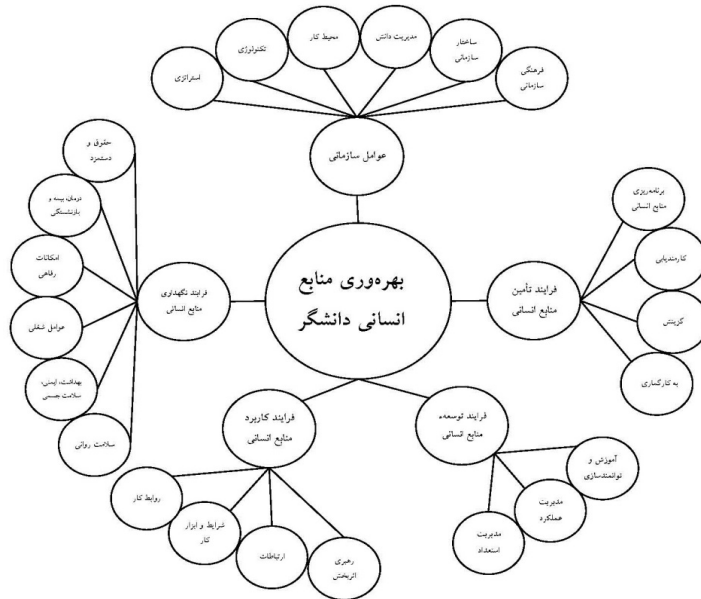 استراتژی
تکنولوژی
محیط کار
مدیریت دانش
ساختار
سازمانی
فرهنگی
سازمانی
عوامل سازمانی
حقوق و
دستمزد
درمان، بیمه و
بازنشستگی
امکانات
رفاهی
عوامل شغلی
بهداشت، ایمنی،
سلامت جسمی
سلامت روانی
فرایند نگهداری
منابع انسانی
بهره‌وری منابع
انسانی دانشگر
فرایند تأمین
منابع انسانی
برنامه‌ریزی
منابع انسانی
کارمندیابی
گزینش
به کارگماری
فرایند کاربرد
منابع انسانی
روابط کار
شرایط و ابزار
کار
ارتباطات
رهبری
اثربخش
فرایند توسعهء
منابع انسانی
آموزش و
توانمندسازی
مدیریت
عملکرد
مدیریت
استعداد